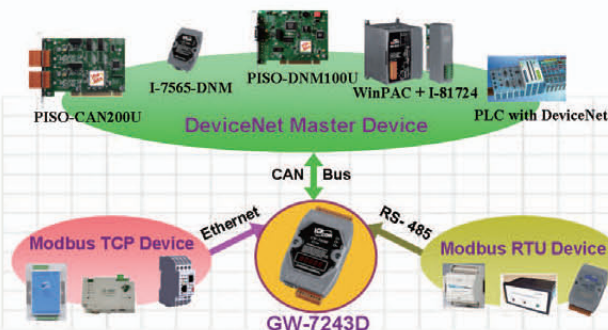 I-7565-DNM
PISO-DNM100U
WinPAC + I-81724
PISO-CAN200U
PLC with DeviceNet
DeviceNet Master Device
CAN Bus
Ethernet
RS-485
Modbus TCP Device
Modbus RTU Device
GW-7243D